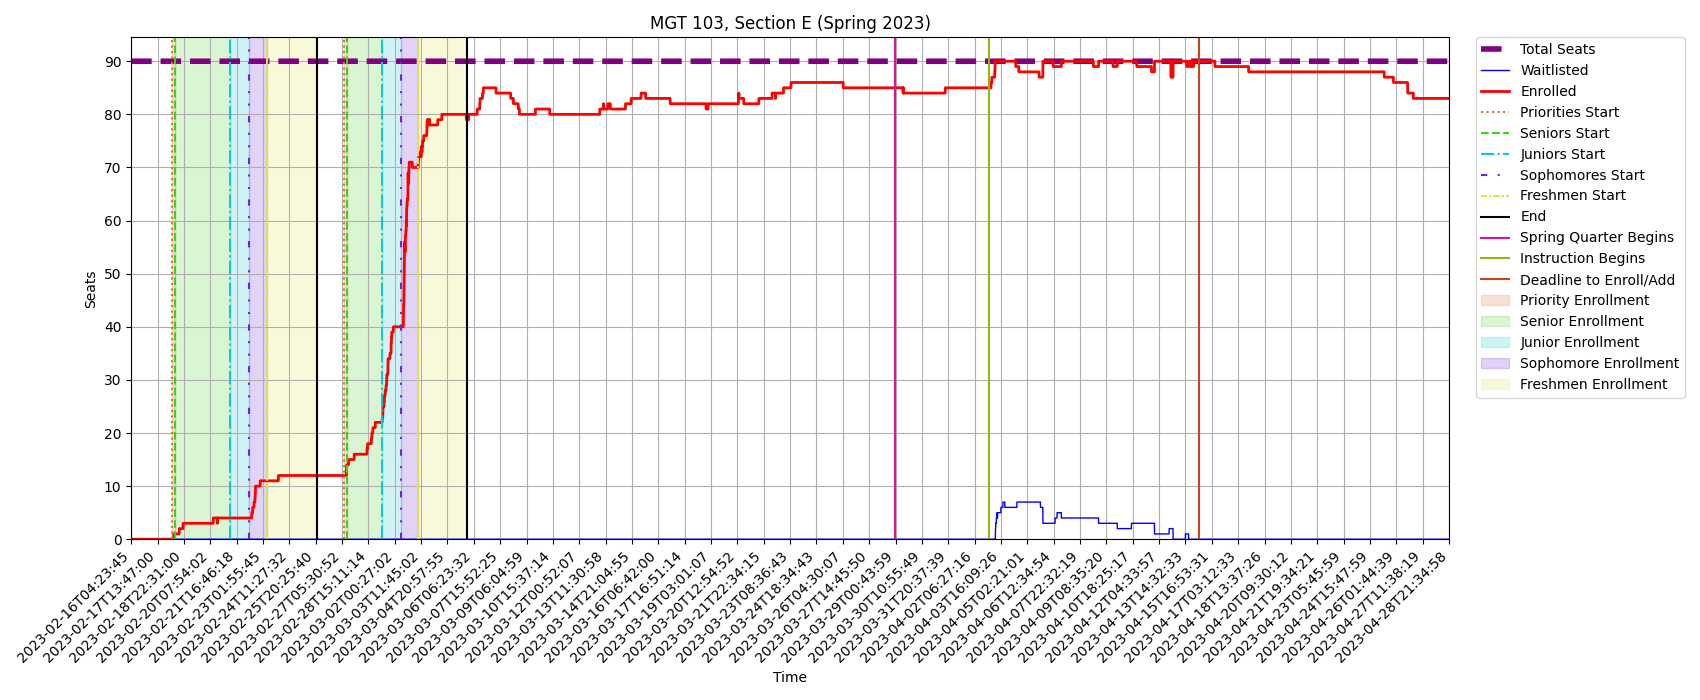 MGT 103, Section E (Spring 2023)
Seats
90
80
70
60
50
40
30
20
10
0
2023-02-16T04:23:45
2023-02-17T13:47:00
2023-02-18T22:31:00
2023-02-20T07:54:02
2023-02-21T16:46:18
2023-02-23T01:55:45
2023-02-24T11:27:32
2023-02-25T20:25:40
2023-02-27T05:30:52
2023-02-28T15:11:14
2023-03-02T00:27:02
2023-03-03T11:45:02
2023-03-04T20:57:55
2023-03-06T06:23:32
2023-03-07T15:52:25
2023-03-09T06:04:59
2023-03-10T15:37:14
2023-03-12T00:52:07
2023-03-13T11:30:58
2023-03-14T21:04:55
2023-03-16T06:42:00
2023-03-17T16:51:14
2023-03-19T03:01:07
2023-03-20T12:54:52
2023-03-21T22:34:15
2023-03-23T08:36:43
2023-03-24T18:34:43
2023-03-26T04:30:07
2023-03-27T14:45:50
2023-03-29T00:43:59
2023-03-30T10:55:49
2023-03-31T20:37:39
2023-04-02T06:27:16
2023-04-03T16:09:26
2023-04-05T02:21:01
2023-04-06T12:34:54
2023-04-07T22:32:19
2023-04-09T08:35:20
2023-04-10T18:25:17
2023-04-12T04:33:57
2023-04-13T14:32:33
2023-04-15T16:53:31
2023-04-17T03:12:33
2023-04-18T13:37:26
2023-04-20T09:30:12
2023-04-21T19:34:21
2023-04-23T05:45:59
2023-04-24T15:47:59
2023-04-26T01:44:39
2023-04-27T11:38:19
2023-04-28T21:34:58
Time
Total Seats
Waitlisted
Enrolled
Priorities Start
Seniors Start
Juniors Start
Sophomores Start
Freshmen Start
End
Spring Quarter Begins
Instruction Begins
Deadline to Enroll/Add
Priority Enrollment
Senior Enrollment
Junior Enrollment
Sophomore Enrollment
Freshmen Enrollment